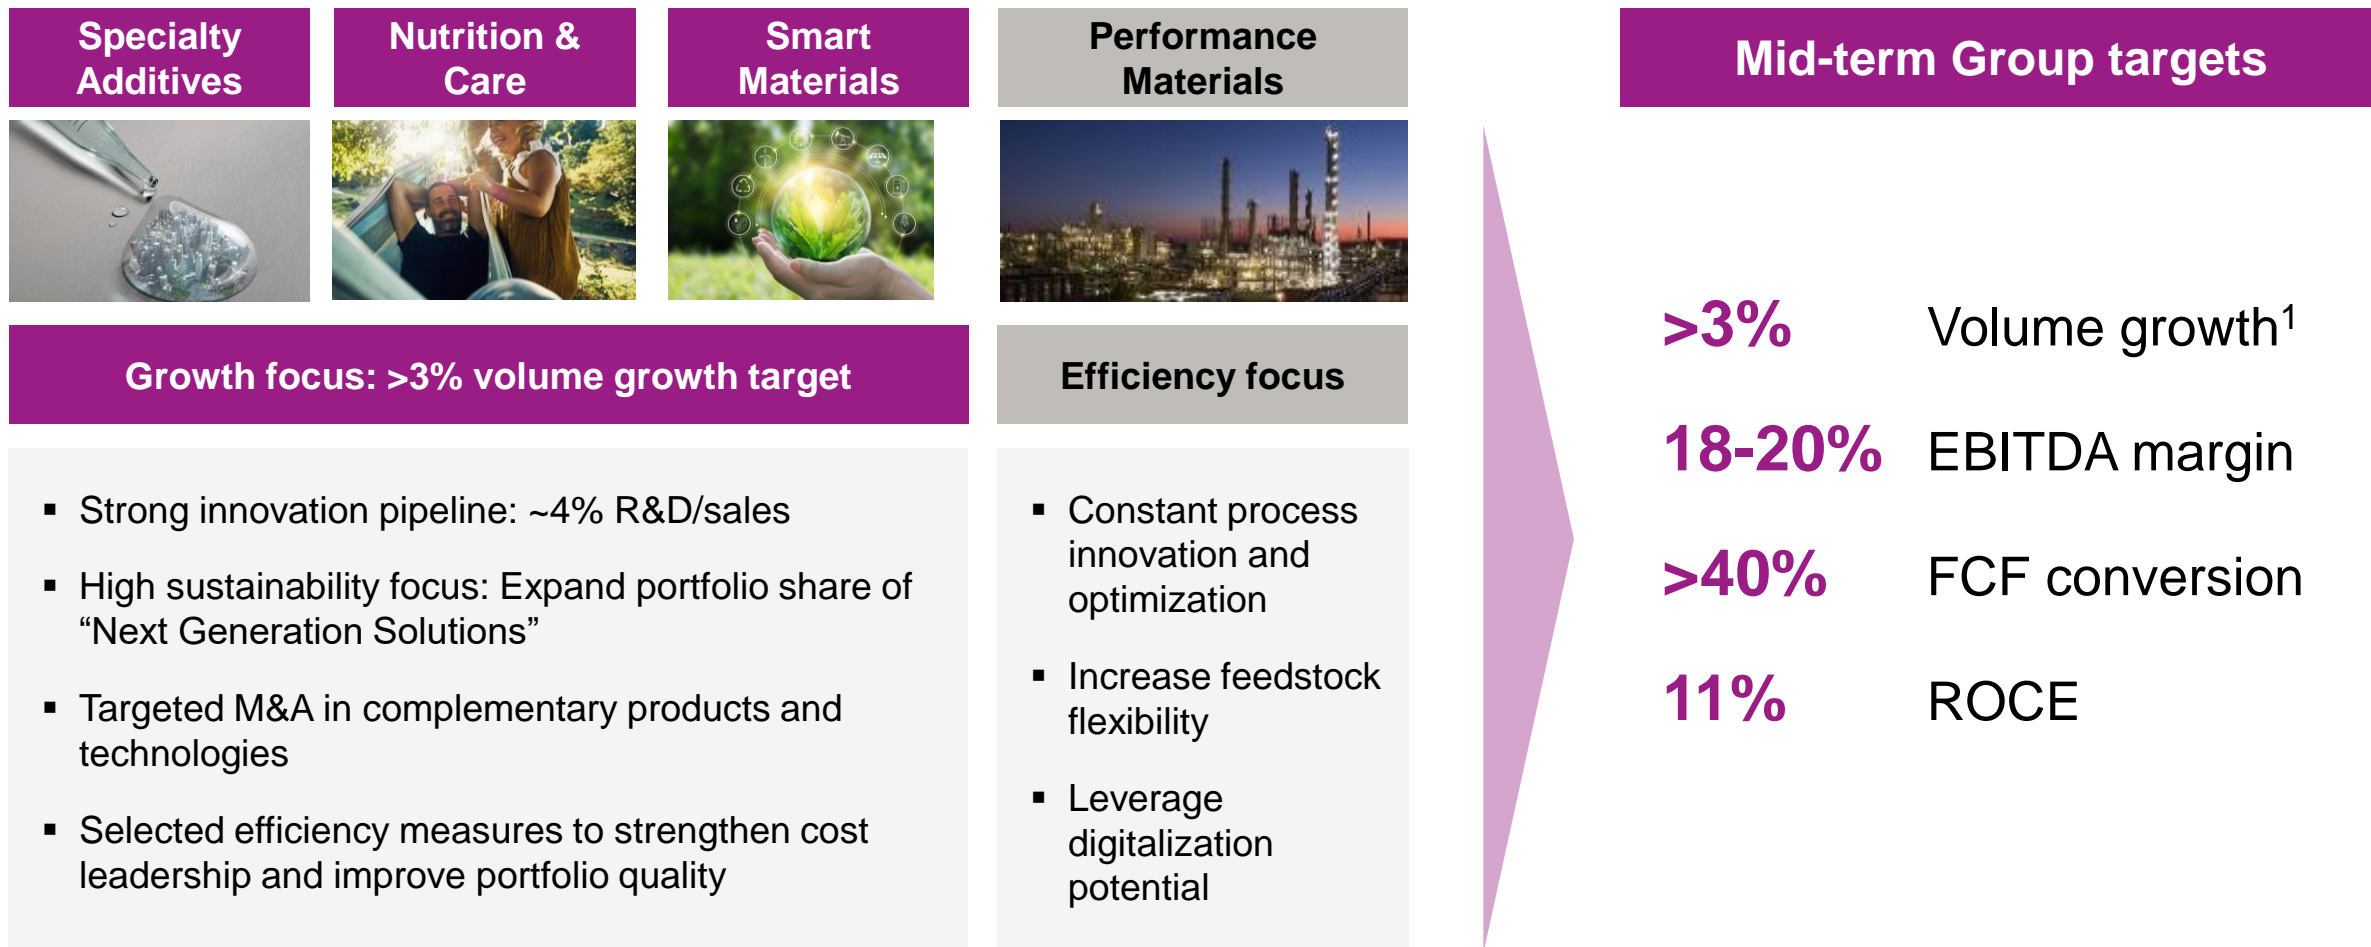 Specialty
Additives
Nutrition &
Care
Smart
Materials
Performance
Materials
Mid-term Group targets
Growth focus: >3% volume growth target
Efficiency focus
▪ Strong innovation pipeline: ~4% R&D/sales
▪ High sustainability focus: Expand portfolio share of
“Next Generation Solutions”
▪ Targeted M&A in complementary products and
technologies
▪ Selected efficiency measures to strengthen cost
leadership and improve portfolio quality
▪ Constant process
innovation and
optimization
▪ Increase feedstock
flexibility
▪ Leverage
digitalization
potential
>3% Volume growth¹
18-20% EBITDA margin
>40% FCF conversion
11% ROCE